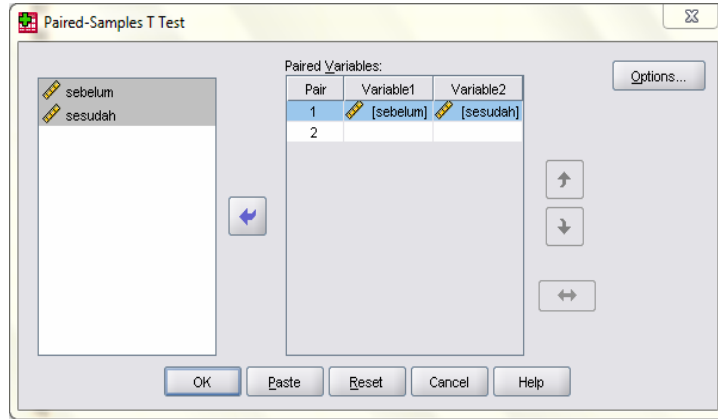 Paired-Samples T Test
Paired Variables:
Options...
sebelum
sesudah
Pair Variable1 Variable2
1 [sebelum] [sesudah]
2
OK Paste Reset Cancel Help